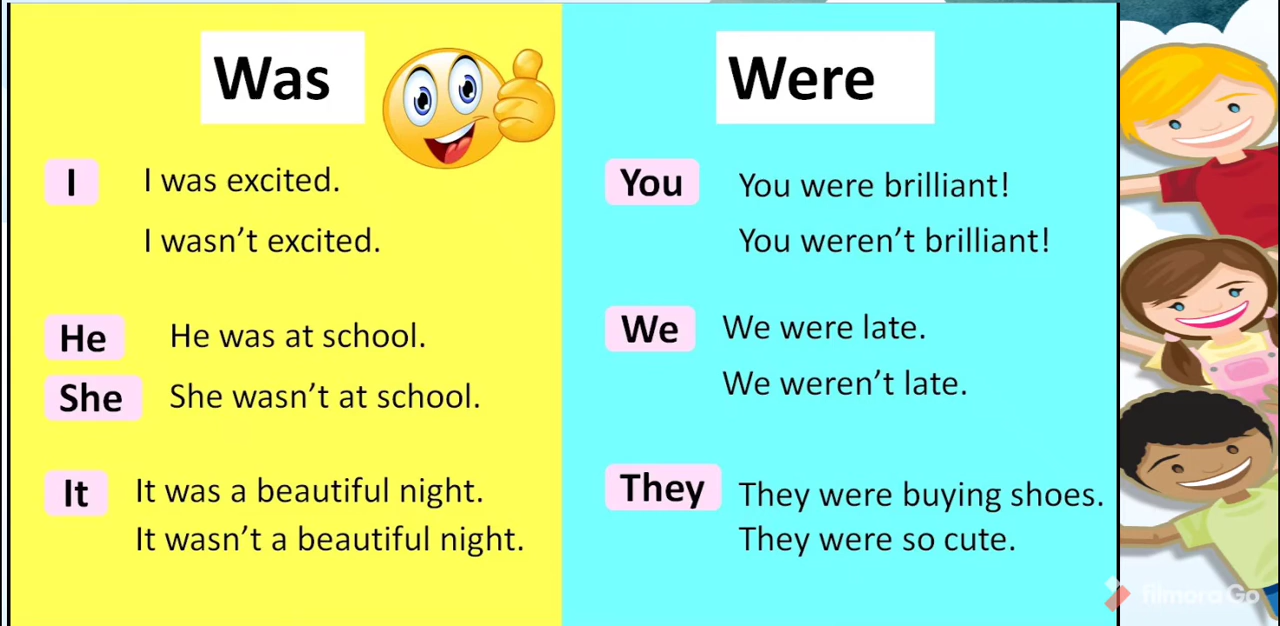 Was
I
I was excited.
I wasn't excited.
He
He was at school.
She
She wasn't at school.
It
It was a beautiful night.
It wasn't a beautiful night.
Were
You
You were brilliant!
You weren't brilliant!
We
We were late.
We weren't late.
They
They were buying shoes.
They were so cute.
filmora Go